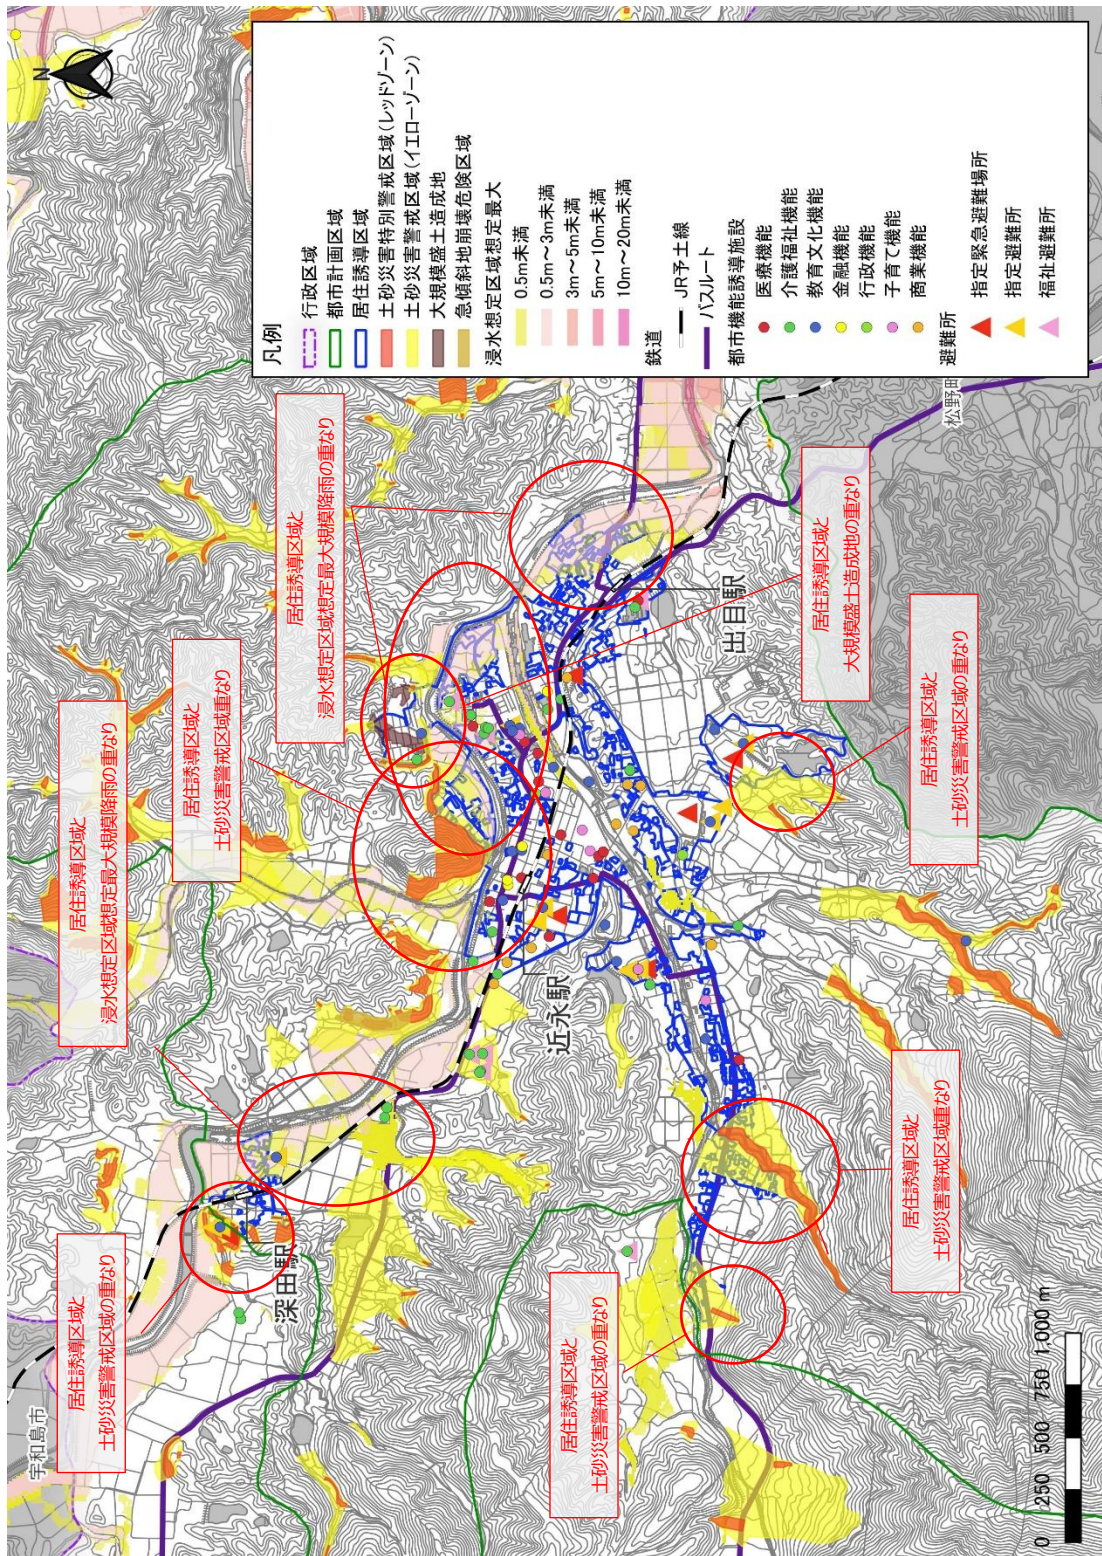 凡例
行政区域
都市計画区域
居住誘導区域
土砂災害特別警戒区域(レッドゾーン)
土砂災害警戒区域(イエローゾーン)
大規模盛土造成地
急傾斜地崩壊危険区域
浸水想定区域想定最大
0.5m未満
0.5m～3m未満
3m～5m未満
5m～10m未満
10m～20m未満
鉄道
JR予土線
バスルート
都市機能誘導施設
医療機能
介護福祉機能
教育文化機能
金融機能
行政機能
子育て機能
商業機能
避難所
指定緊急避難場所
指定避難所
福祉避難所
N
宇和島市
居住誘導区域と
土砂災害警戒区域の重なり
居住誘導区域と
浸水想定区域想定最大規模降雨の重なり
居住誘導区域と
土砂災害警戒区域重なり
居住誘導区域と
浸水想定区域想定最大規模降雨の重なり
深田駅
近永駅
出目駅
松野町
居住誘導区域と
土砂災害警戒区域の重なり
居住誘導区域と
土砂災害警戒区域重なり
居住誘導区域と
土砂災害警戒区域の重なり
居住誘導区域と
大規模盛土造成地の重なり
0 250 500 750 1,000 m